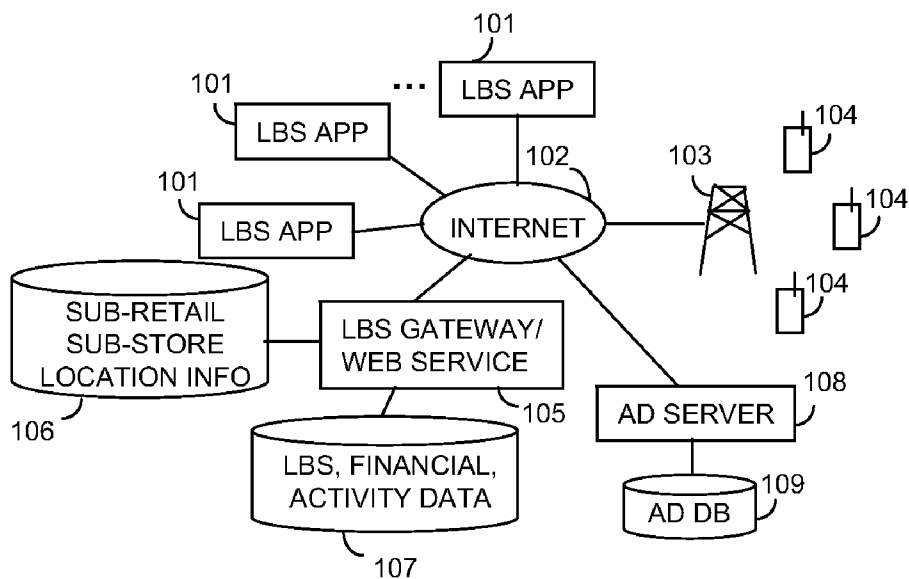 101
LBS APP
...
101
LBS APP
104
102
103
101
LBS APP
INTERNET
104
SUB-RETAIL
SUB-STORE
LOCATION INFO
LBS GATEWAY/
WEB SERVICE
104
106
105
AD SERVER
108
LBS, FINANCIAL,
ACTIVITY DATA
AD DB
109
107